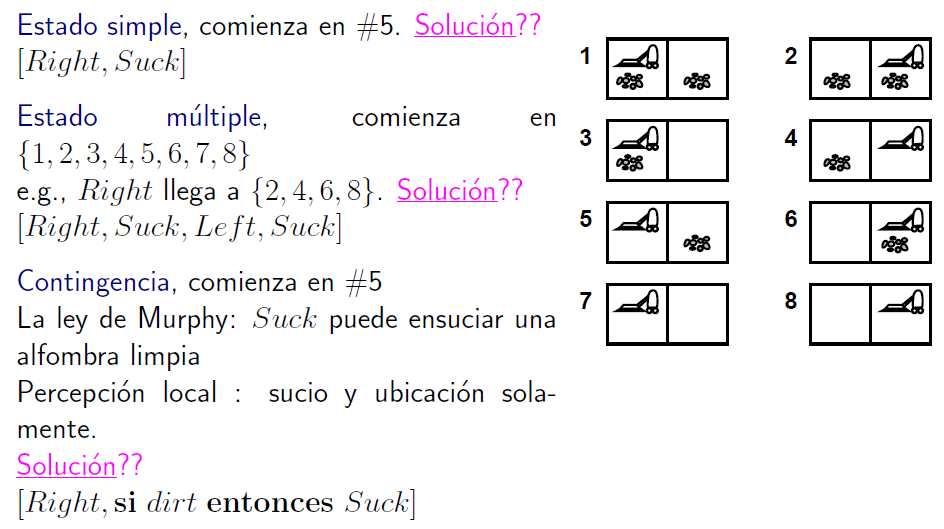 Estado simple, comienza en #5. Solución??
[Right, Suck]
Estado múltiple, comienza en
{1, 2, 3, 4, 5, 6, 7, 8}
e.g., Right llega a {2, 4, 6, 8}. Solución??
[Right, Suck, Left, Suck]
Contingencia, comienza en #5
La ley de Murphy: Suck puede ensuciar una
alfombra limpia
Percepción local : sucio y ubicación sola-
mente.
Solución??
[Right, si dirt entonces Suck]
1 2
3 4
5 6
7 8